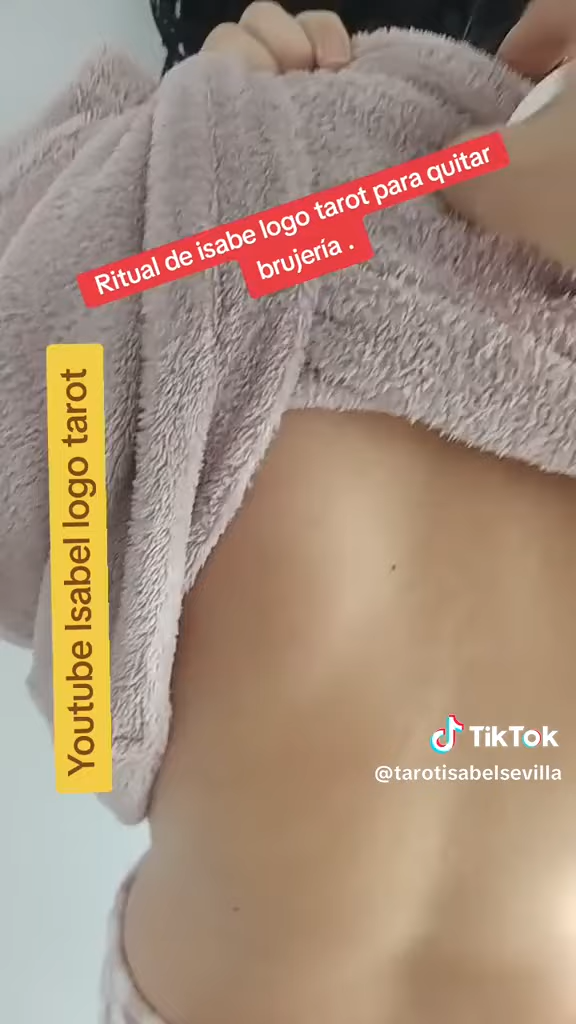 Ritual de isabe logo tarot para quitar
brujería .
Youtube Isabel logo tarot
TikTok
@tarotisabelsevilla